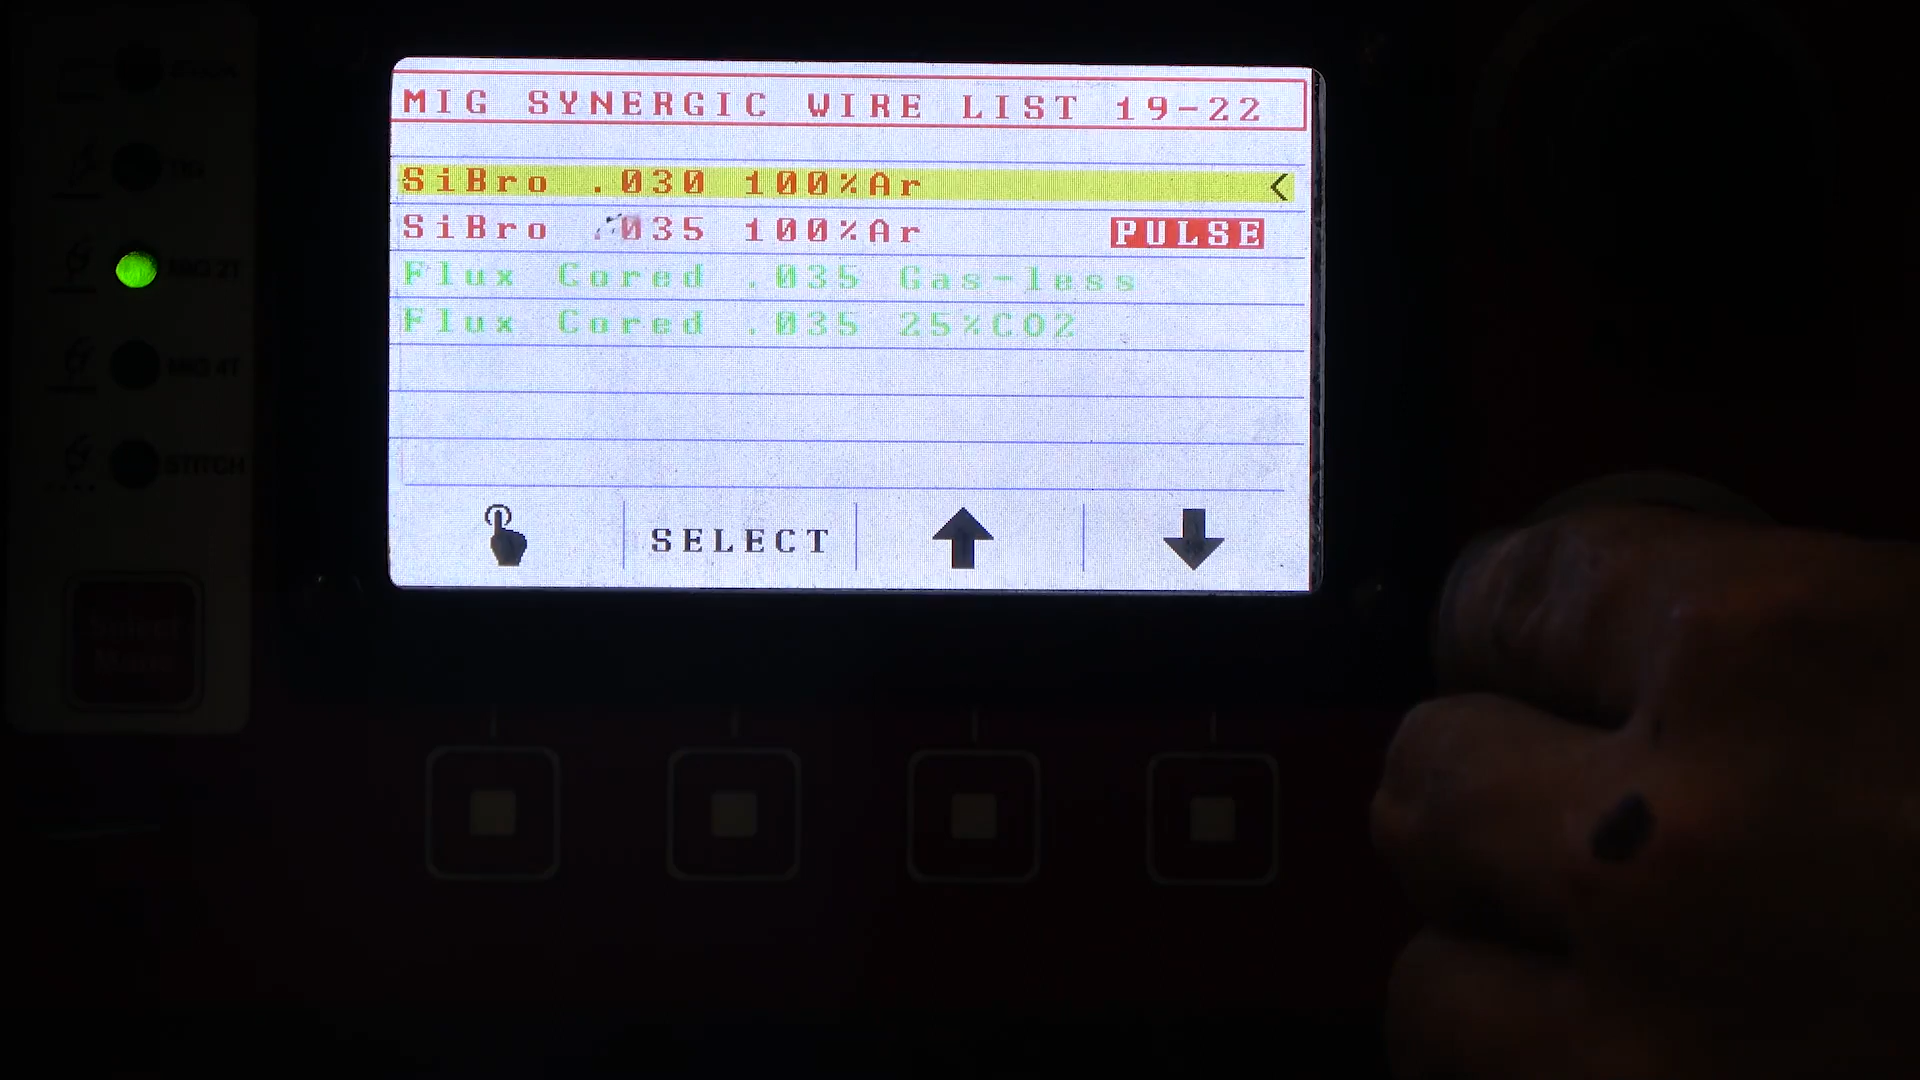 MIG SYNERGIC WIRE LIST 19-22
SiBro .030 100%Ar <
SiBro .035 100%Ar PULSE
Flux Cored .035 Gas-less
Flux Cored .035 25%CO2
SELECT
MIG 2T
MIG 4T
STITCH
Select